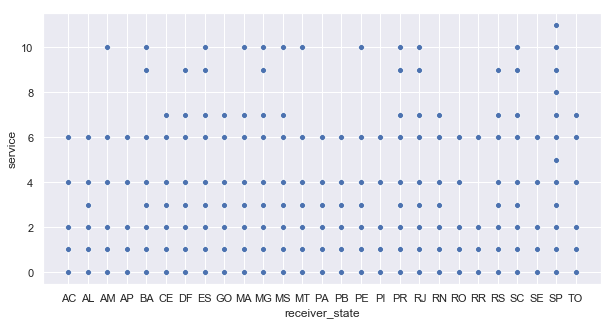 10
8
6
4
2
0
service
AC AL AM AP BA CE DF ES GO MA MG MS MT PA PB PE PI PR RJ RN RO RR RS SC SE SP TO
receiver_state